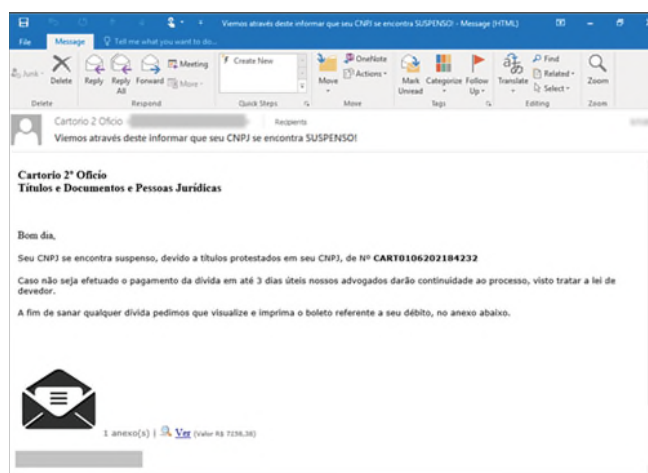 Viemos através deste informar que seu CNPJ se encontra SUSPENSO! - Message (HTML)
File Message Tell me what you want to do...
Junk
Delete
Reply
Reply All
Forward
Meeting
More
Create New
Move
OneNote
Actions
Mark Unread
Categorize
Follow Up
Translate
Find
Related
Select
Zoom
Delete Respond Quick Steps Move Tags Editing Zoom
Cartorio 2 Oficio Recipients
Viemos através deste informar que seu CNPJ se encontra SUSPENSO!
Cartorio 2º Oficío
Títulos e Documentos e Pessoas Jurídicas
Bom dia,
Seu CNPJ se encontra suspenso, devido a títulos protestados em seu CNPJ, de Nº CART0106202184232
Caso não seja efetuado o pagamento da dívida em até 3 dias úteis nossos advogados darão continuidade ao processo, visto tratar a lei de
devedor.
A fim de sanar qualquer dívida pedimos que visualize e imprima o boleto referente a seu débito, no anexo abaixo.
1 anexo(s) | Ver (Valor R$